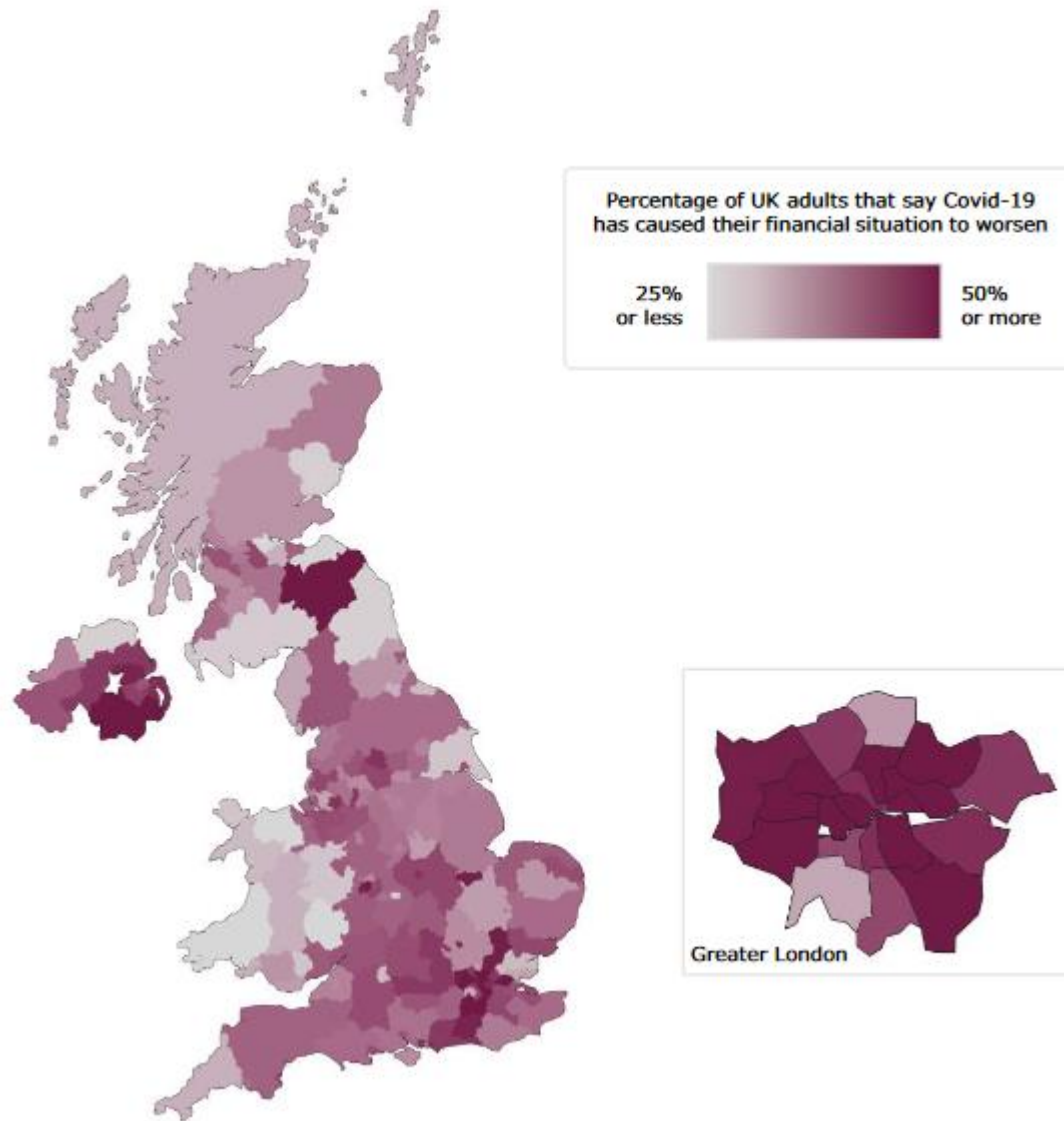 Percentage of UK adults that say Covid-19
has caused their financial situation to worsen
25%
or less
50%
or more
Greater London